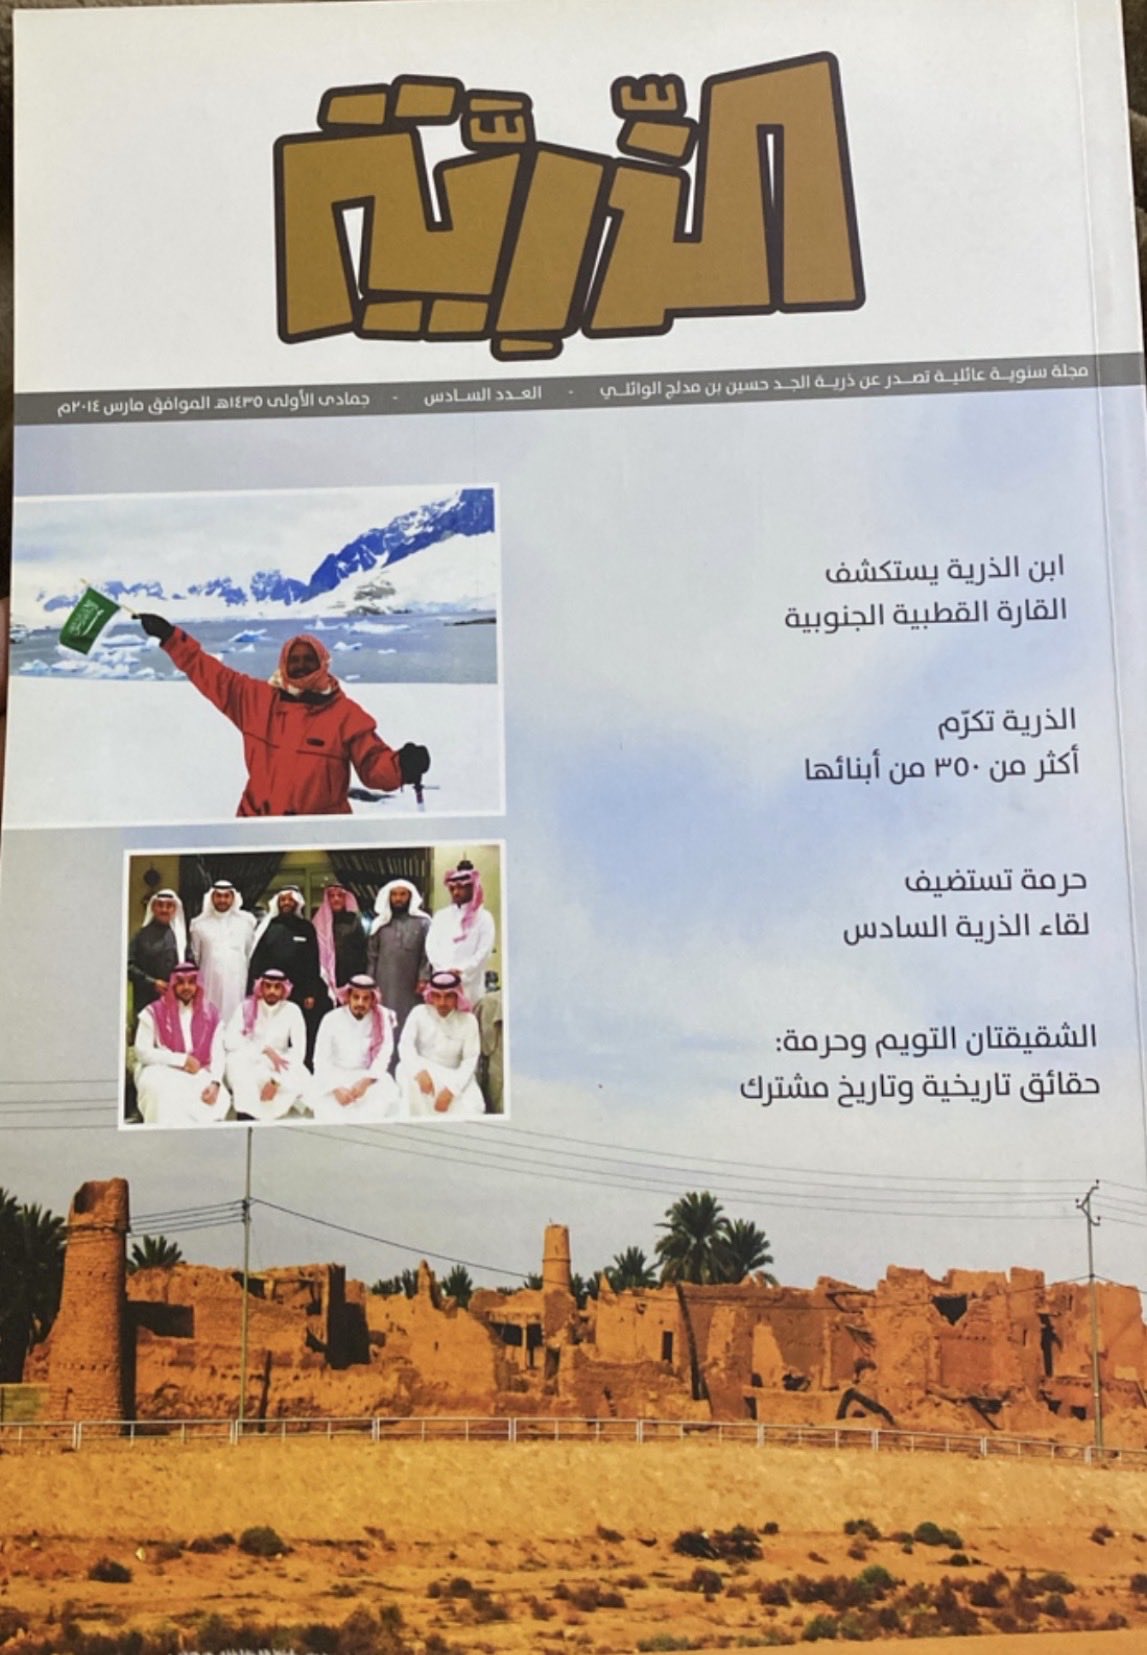 الذّريَّة
مجلة سنوية عائلية تصدر عن ذرية الجد حسين بن مدلج الوائلي - العدد السادس - جمادى الأولى ١٤٣٥هـ الموافق مارس ٢٠١٤م
ابن الذرية يستكشف
القارة القطبية الجنوبية
الذرية تكرّم
أكثر من ٣٥٠ من أبنائها
حرمة تستضيف
لقاء الذرية السادس
الشقيقتان التويم وحرمة:
حقائق تاريخية وتاريخ مشترك